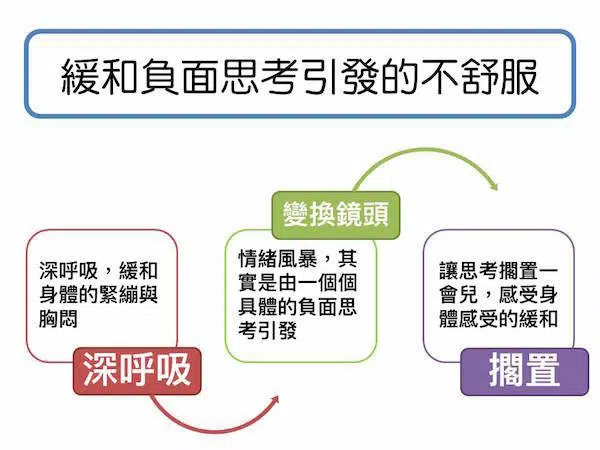 緩和負面思考引發的不舒服
深呼吸，緩和
身體的緊繃與
胸悶
深呼吸
變換鏡頭
情緒風暴，其
實是由一個個
具體的負面思
考引發
讓思考擱置一
會兒，感受身
體感受的緩和
擱置